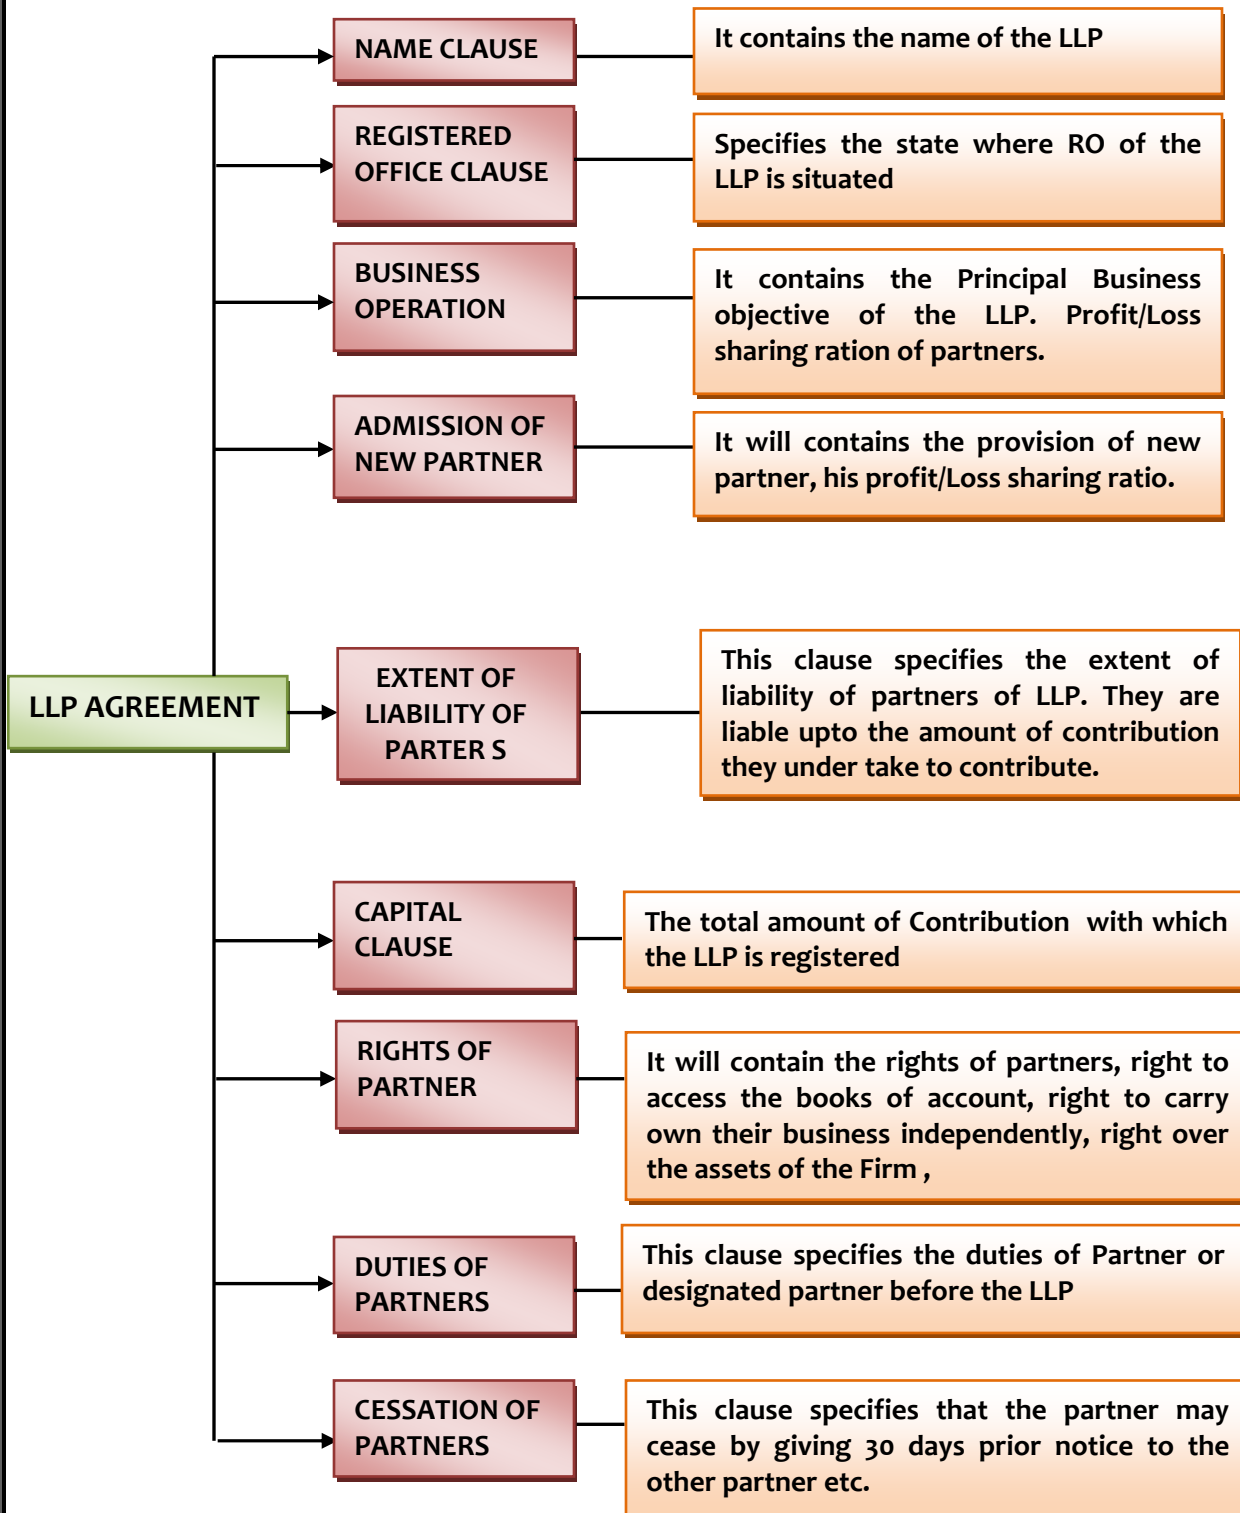 NAME CLAUSE
It contains the name of the LLP
REGISTERED
OFFICE CLAUSE
Specifies the state where RO of the
LLP is situated
BUSINESS
OPERATION
It contains the Principal Business
objective of the LLP. Profit/Loss
sharing ration of partners.
ADMISSION OF
NEW PARTNER
It will contains the provision of new
partner, his profit/Loss sharing ratio.
LLP AGREEMENT
EXTENT OF
LIABILITY OF
PARTER S
This clause specifies the extent of
liability of partners of LLP. They are
liable upto the amount of contribution
they under take to contribute.
CAPITAL
CLAUSE
The total amount of Contribution with which
the LLP is registered
RIGHTS OF
PARTNER
It will contain the rights of partners, right to
access the books of account, right to carry
own their business independently, right over
the assets of the Firm ,
DUTIES OF
PARTNERS
This clause specifies the duties of Partner or
designated partner before the LLP
CESSATION OF
PARTNERS
This clause specifies that the partner may
cease by giving 30 days prior notice to the
other partner etc.